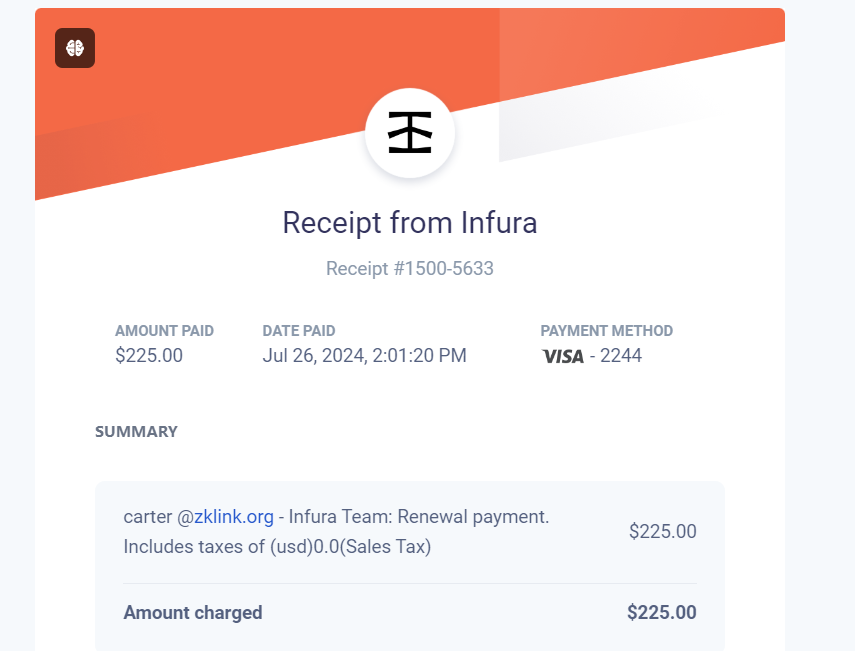 Receipt from Infura
Receipt #1500-5633
AMOUNT PAID
$225.00
DATE PAID
Jul 26, 2024, 2:01:20 PM
PAYMENT METHOD
VISA - 2244
SUMMARY
carter @zklink.org - Infura Team: Renewal payment.
Includes taxes of (usd)0.0(Sales Tax)
$225.00
Amount charged
$225.00